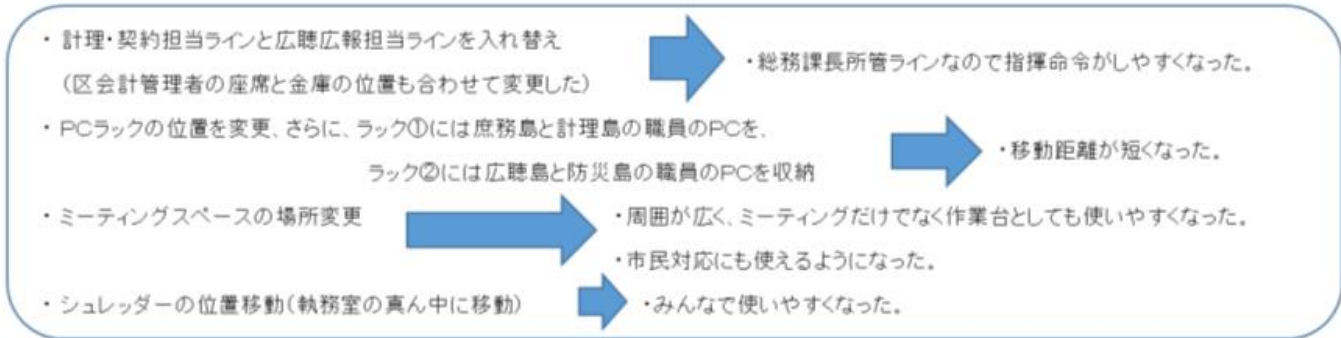 ・計理・契約担当ラインと広聴広報担当ラインを入れ替え
(区会計管理者の座席と金庫の位置も合わせて変更した)
・総務課長所管ラインなので指揮命令がしやすくなった。
・PCラックの位置を変更、さらに、ラック①には庶務島と計理島の職員のPCを、
ラック②には広聴島と防災島の職員のPCを収納
・移動距離が短くなった。
・ミーティングスペースの場所変更
・周囲が広く、ミーティングだけでなく作業台としても使いやすくなった。
・市民対応にも使えるようになった。
・シュレッダーの位置移動(執務室の真ん中に移動)
・みんなで使いやすくなった。